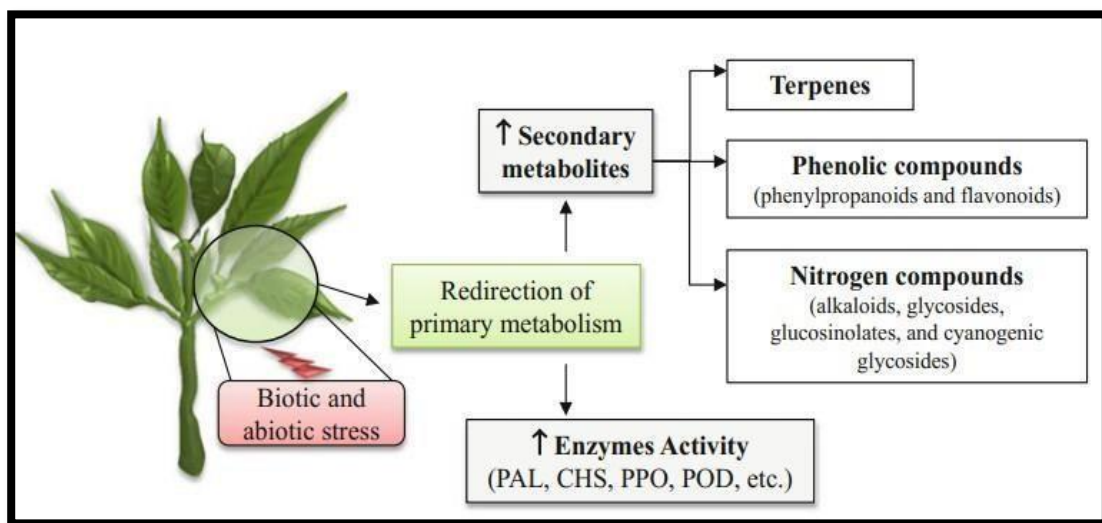 Terpenes
↑ Secondary
metabolites
Phenolic compounds
(phenylpropanoids and flavonoids)
Nitrogen compounds
(alkaloids, glycosides,
glucosinolates, and cyanogenic
glycosides)
Redirection of
primary metabolism
Biotic and
abiotic stress
↑ Enzymes Activity
(PAL, CHS, PPO, POD, etc.)